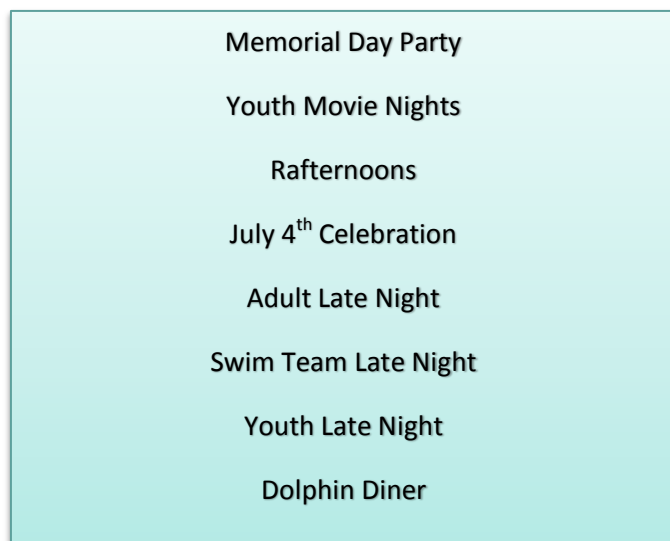 Memorial Day Party
Youth Movie Nights
Rafternoons
July 4th Celebration
Adult Late Night
Swim Team Late Night
Youth Late Night
Dolphin Diner